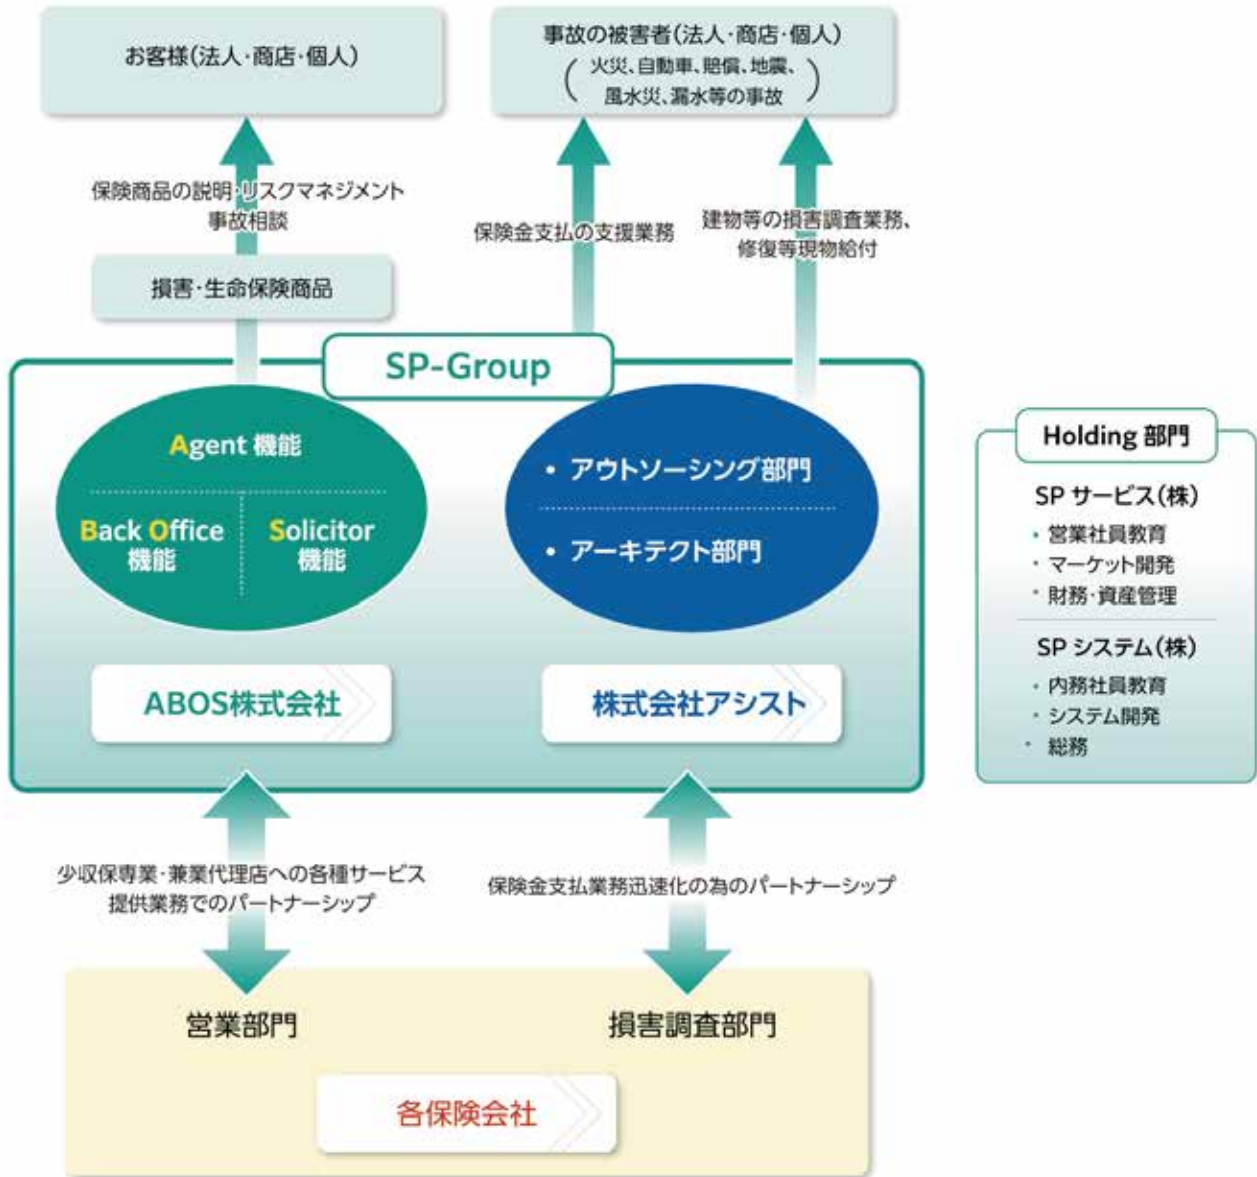 お客様(法人・商店・個人)
事故の被害者(法人・商店・個人)
(火災、自動車、賠償、地震、
風水災、漏水等の事故)
保険商品の説明・リスクマネジメント
事故相談
保険金支払の支援業務
建物等の損害調査業務、
修復等現物給付
損害・生命保険商品
SP-Group
Agent 機能
Back Office
機能
Solicitor
機能
• アウトソーシング部門
• アーキテクト部門
ABOS株式会社
株式会社アシスト
Holding 部門
SP サービス(株)
・営業社員教育
・マーケット開発
・財務・資産管理
SP システム(株)
・内務社員教育
・システム開発
・総務
少収保専業・兼業代理店への各種サービス
提供業務でのパートナーシップ
保険金支払業務迅速化の為のパートナーシップ
営業部門
損害調査部門
各保険会社